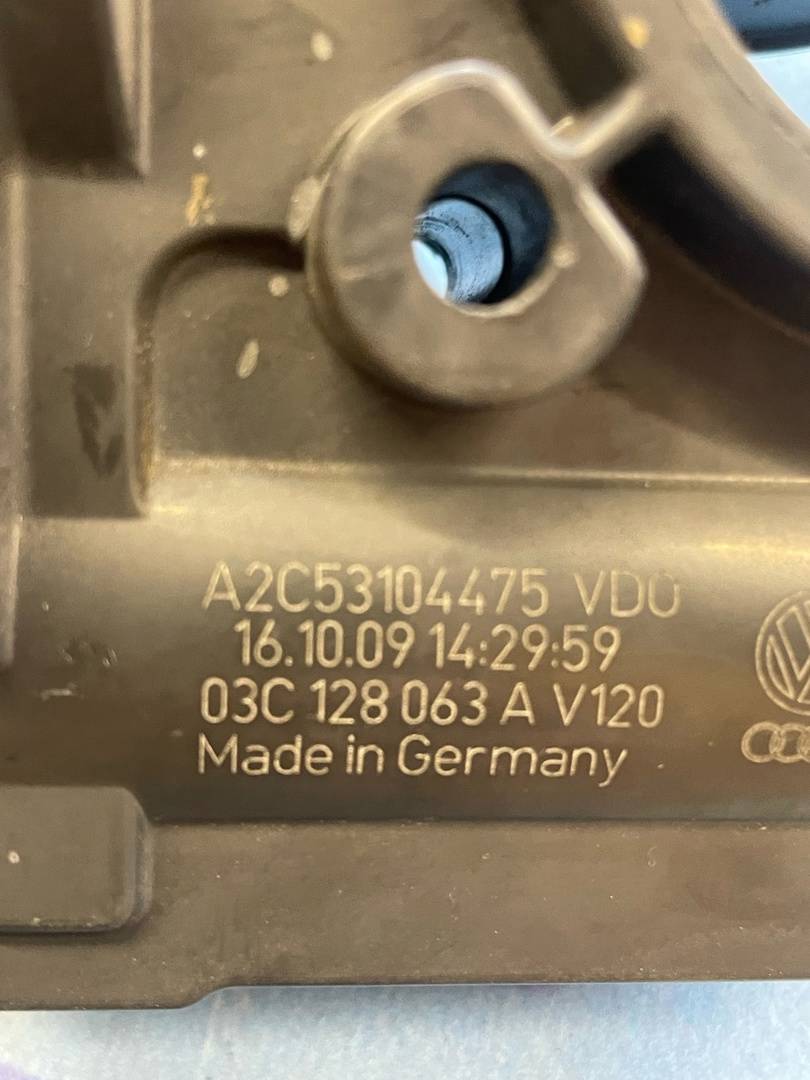 A2C53104475 VDO
16.10.09 14:29:59
03C 128 063 A V120
Made in Germany